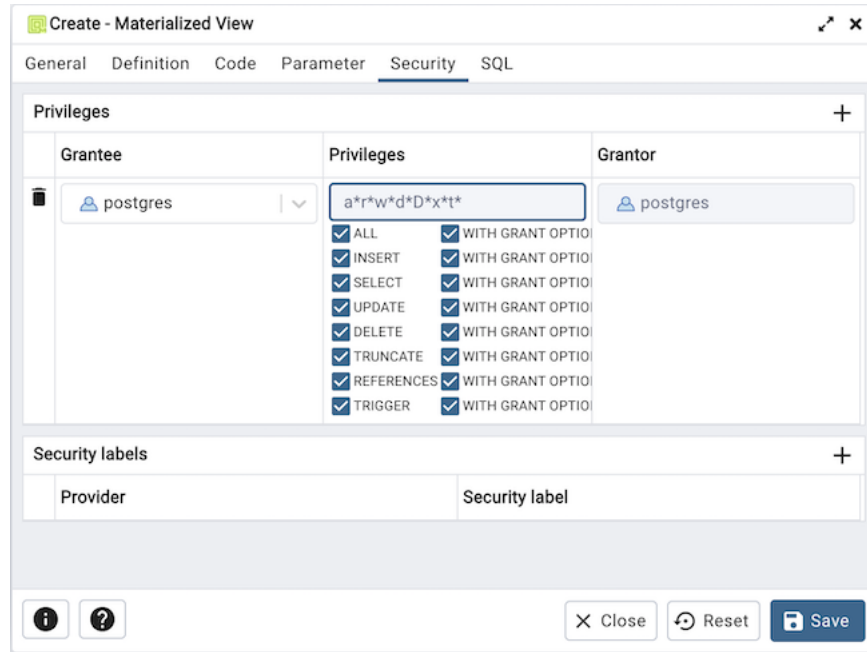 Create - Materialized View
General Definition Code Parameter Security SQL
Privileges
Grantee Privileges Grantor
postgres a*r*w*d*D*x*t* postgres
ALL WITH GRANT OPTIO
INSERT WITH GRANT OPTIO
SELECT WITH GRANT OPTIO
UPDATE WITH GRANT OPTIO
DELETE WITH GRANT OPTIO
TRUNCATE WITH GRANT OPTIO
REFERENCES WITH GRANT OPTIO
TRIGGER WITH GRANT OPTIO
Security labels
Provider Security label
Close Reset Save